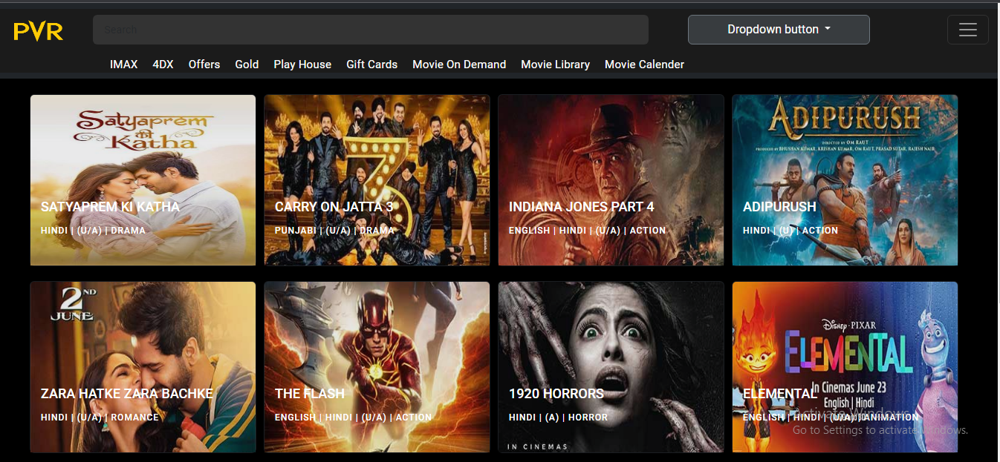 PVR
Search
Dropdown button
IMAX 4DX Offers Gold Play House Gift Cards Movie On Demand Movie Library Movie Calender
Satyaprem
Katha
SATYAPREM KI KATHA
HINDI | (U/A) | DRAMA
3
CARRY ON JATTA 3
PUNJABI | (U/A) | DRAMA
INDIANA JONES PART 4
ENGLISH | HINDI | (U/A) | ACTION
ADIPURUSH
DIRECTED BY OM RAUT
PRODUCED BY BHUSHAN KUMAR, KRISHAN KUMAR, OM RAUT, PRASAD SUTAR, RAJESH NAIR
ADIPURUSH
HINDI | (U) | ACTION
2ND
JUNE
ZARA HATKE ZARA BACHKE
HINDI | (U/A) | ROMANCE
THE FLASH
ENGLISH | HINDI | (U/A) | ACTION
1920 HORRORS
HINDI | (A) | HORROR
IN CINEMAS
Disney · PIXAR
ELEMENTAL
In Cinemas June 23
English | Hindi
ELEMENTAL
ENGLISH | HINDI | (U/A) | ANIMATION
Activate Windows
Go to Settings to activate Windows.